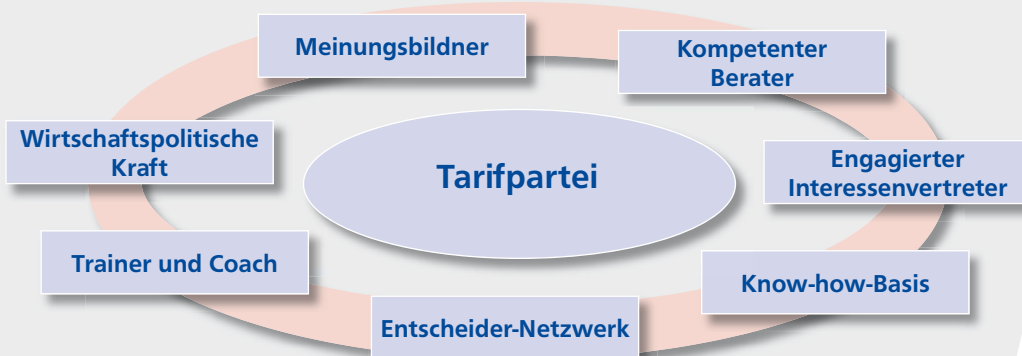 Meinungsbildner
Kompetenter
Berater
Wirtschaftspolitische
Kraft
Tarifpartei
Engagierter
Interessenvertreter
Trainer und Coach
Know-how-Basis
Entscheider-Netzwerk